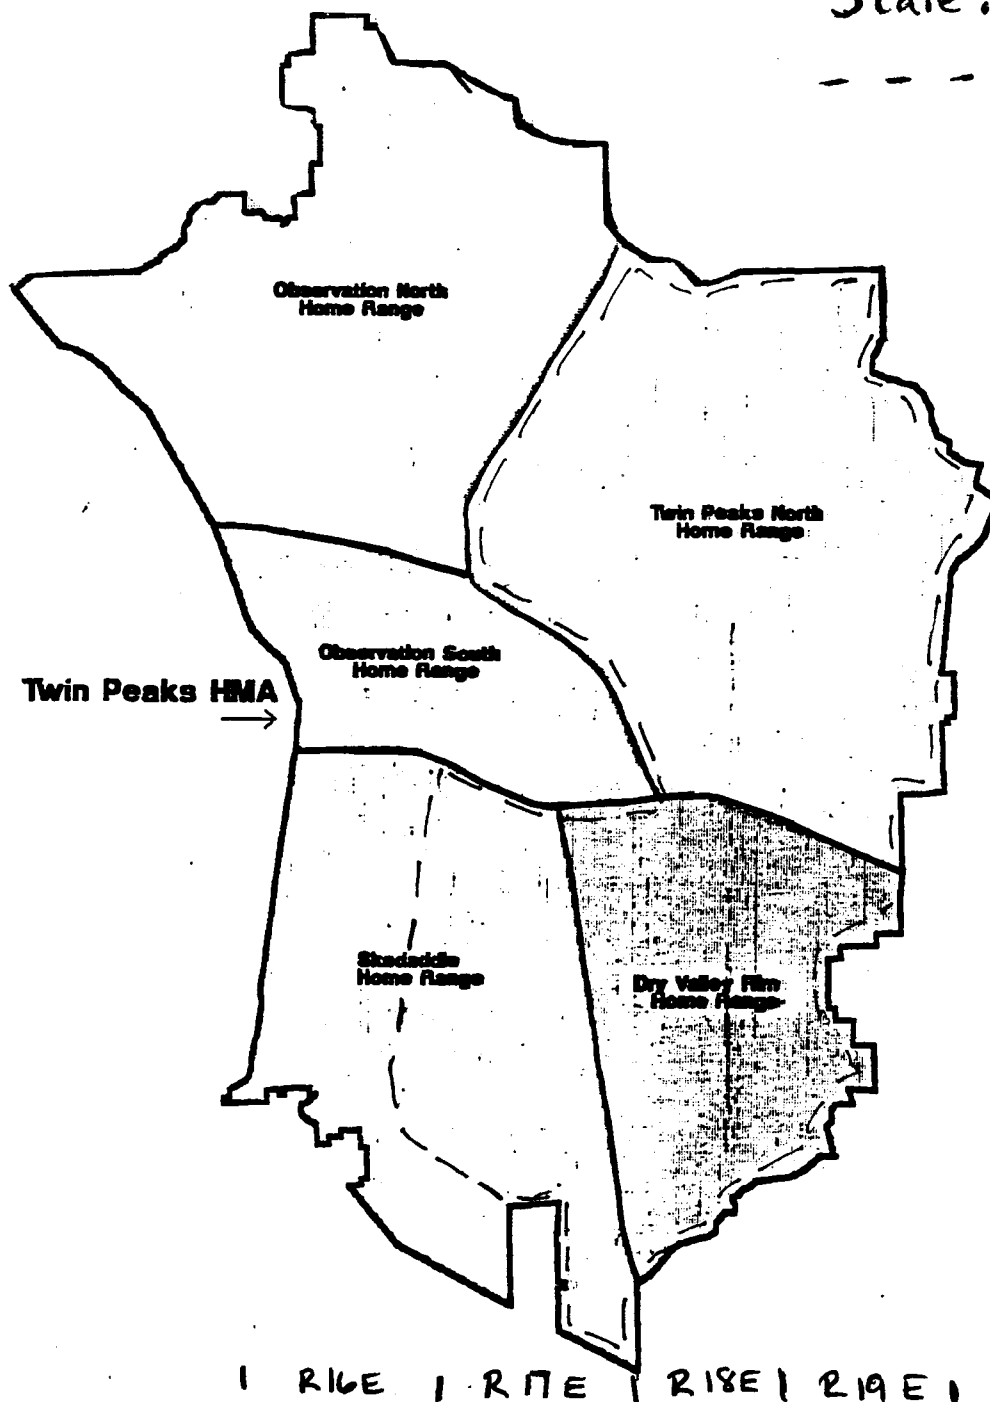 Scale
Observation North
Home Range
Twin Peaks North
Home Range
Observation South
Home Range
Twin Peaks HMA
Skedaddle
Home Range
Dry Valley Rim
Home Range
R16E R17E R18E R19E